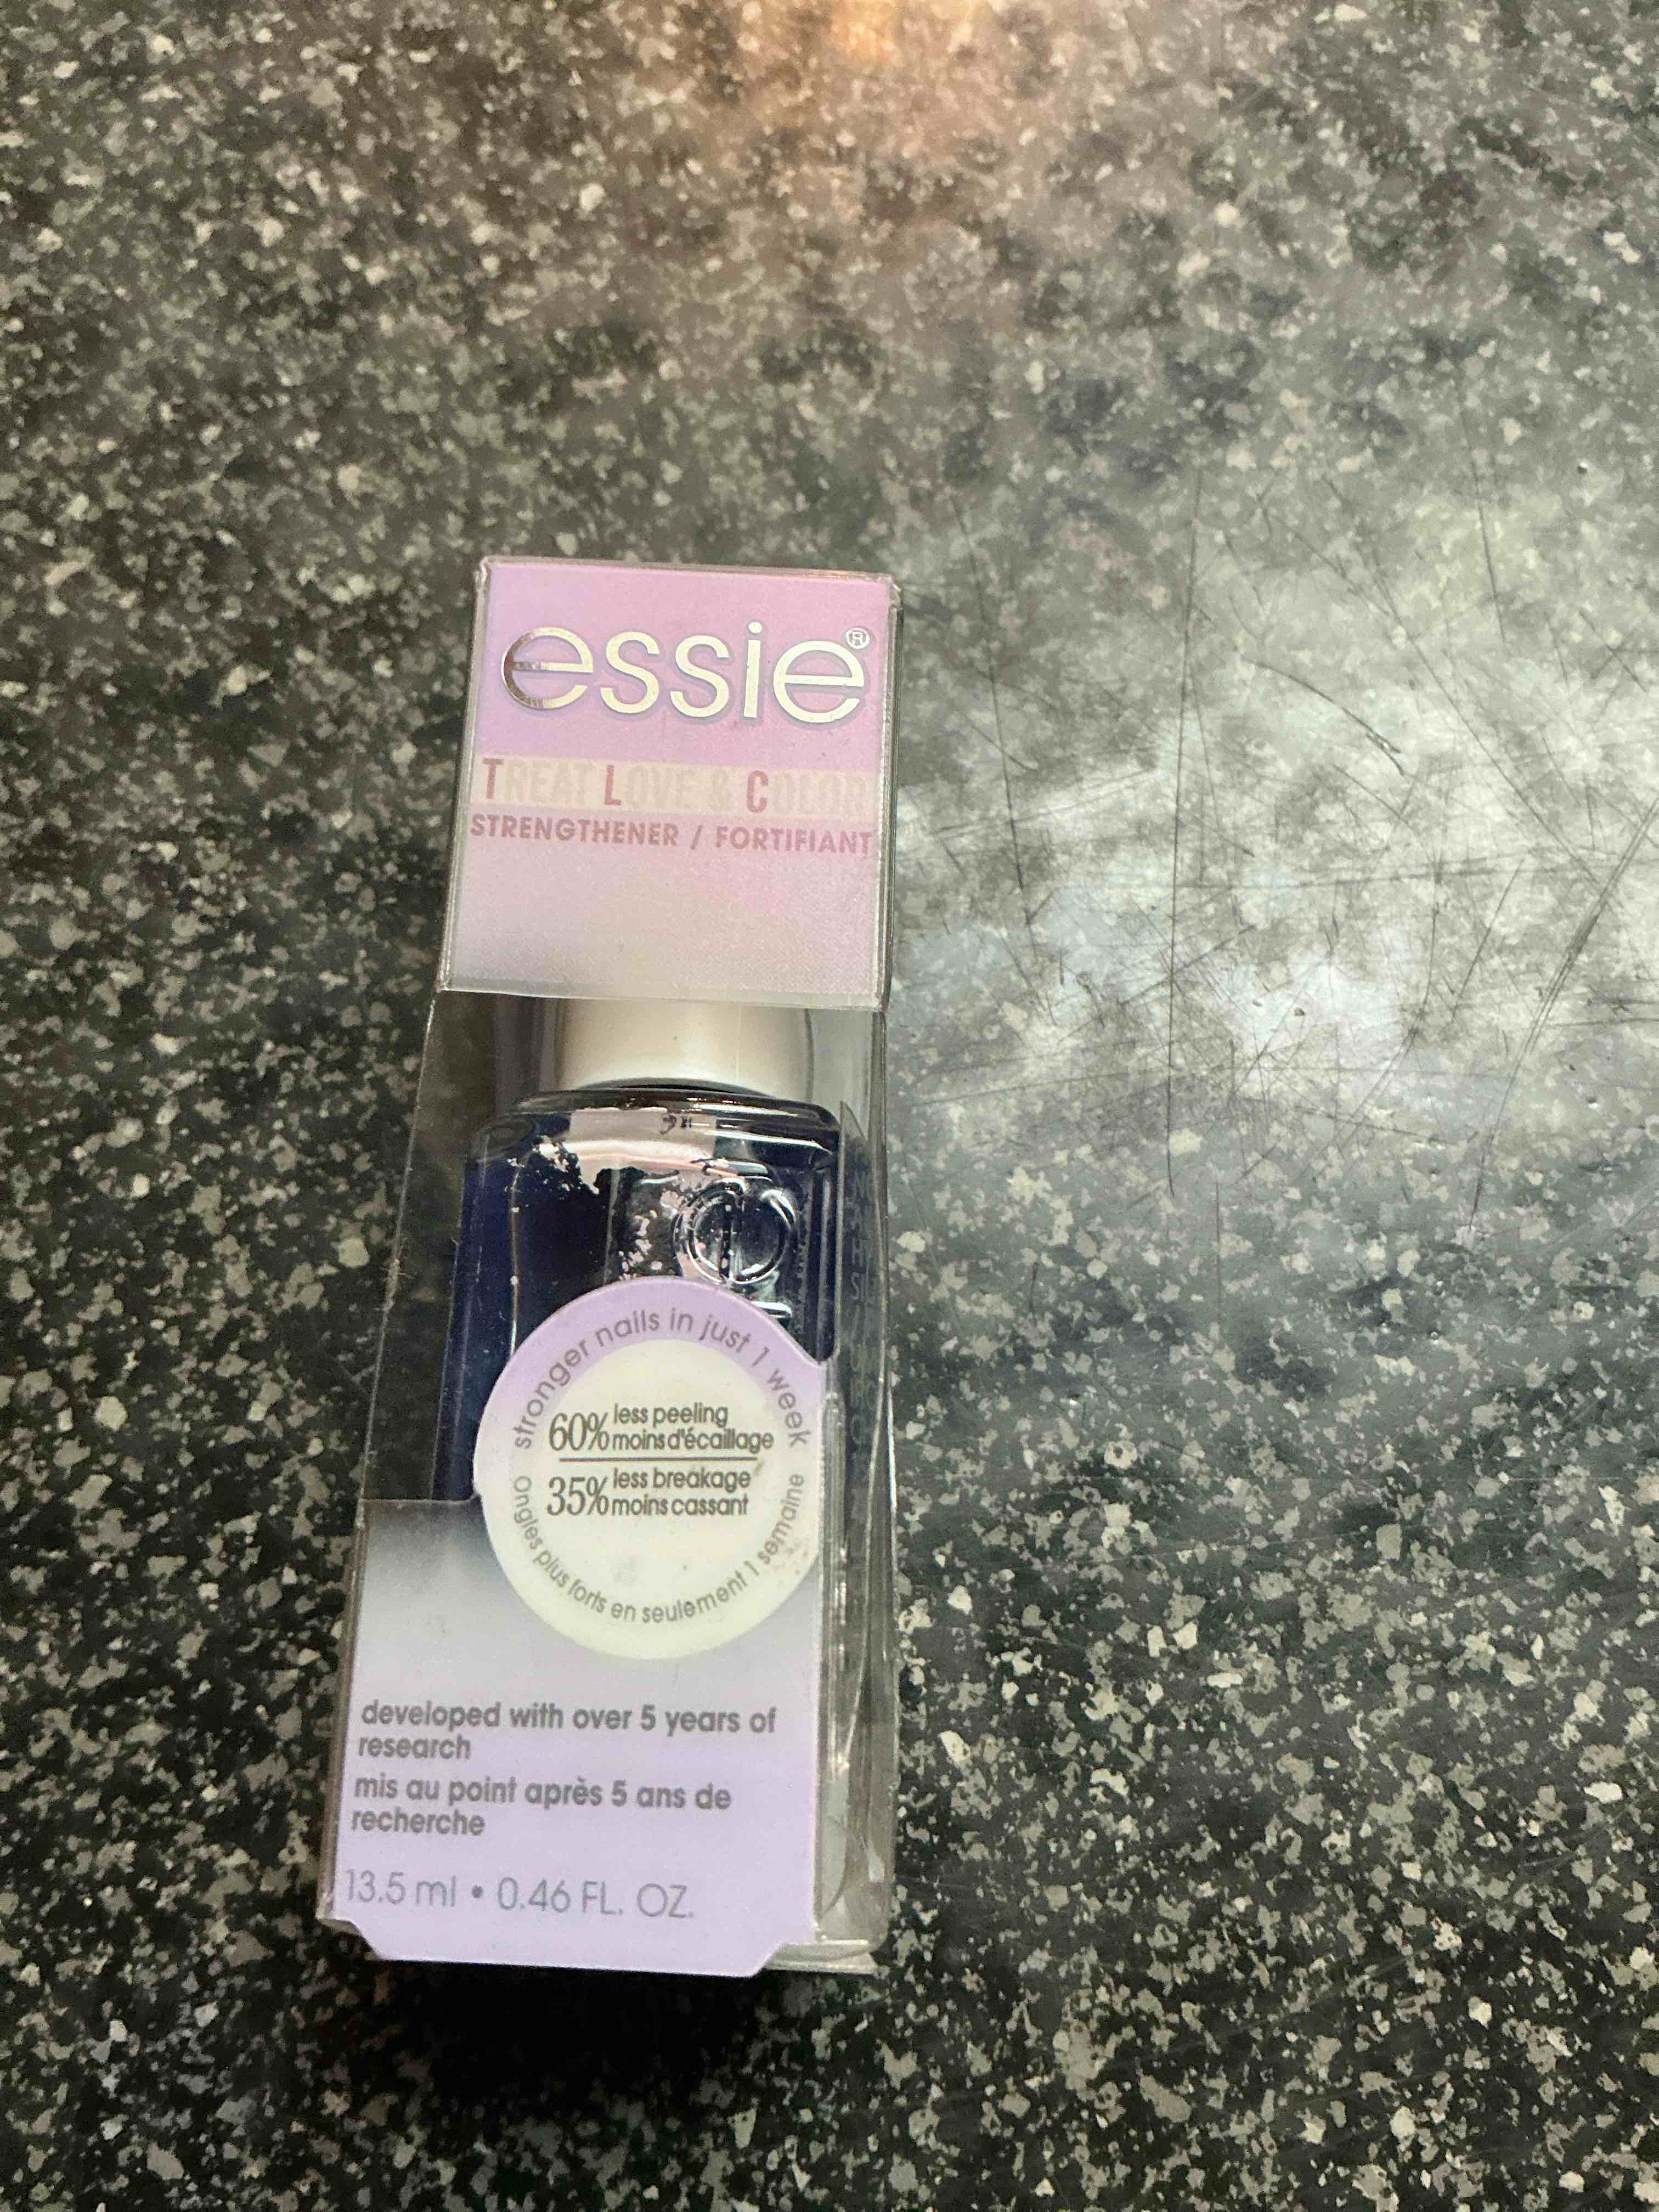 essie®
TREAT LOVE & COLOR
STRENGTHENER / FORTIFIANT
stronger nails in just 1 week
60% less peeling
moins d'écaillage
35% less breakage
moins cassant
ongles plus forts en seulement 1 semaine
developed with over 5 years of
research
mis au point après 5 ans de
recherche
13.5 ml • 0.46 FL. OZ.